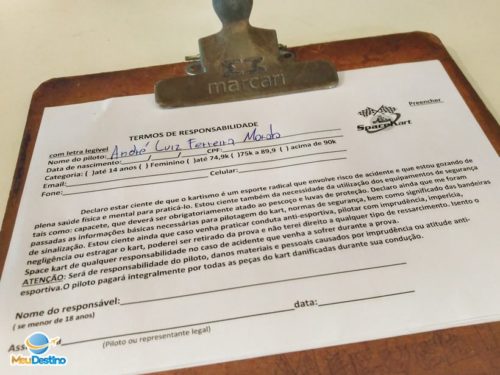 marcari
TERMOS DE RESPONSABILIDADE
Preencher
com letra legível
SpaceKart
Nome do piloto: André Luiz Ferreira
Data de nascimento: / / CPF:
Categoria: ( )até 14 anos ( ) Feminino ( )até 74,9k ( )75k a 89,9 ( ) acima de 90k
Email: Celular:
Fone:
Declaro estar ciente de que o kartismo é um esporte radical que envolve risco de acidente e que estou gozando de
plena saúde física e mental para praticá-lo. Estou ciente também da necessidade da utilização dos equipamentos de segurança
tais como: capacete, que deverá ser obrigatoriamente atado ao pescoço e luvas de proteção. Declaro ainda que me foram
passadas as informações básicas necessárias para pilotagem do kart, normas de segurança, bem como significado das bandeiras
de sinalização. Estou ciente ainda que caso venha praticar conduta anti-esportiva, pilotar com imprudência, imperícia,
negligência ou estragar o kart, poderei ser retirado da prova e não terei direito a qualquer tipo de ressarcimento. Isento o
Space kart de qualquer responsabilidade no caso de acidente que venha a sofrer durante a prova.
ATENÇÃO: Será de responsabilidade do piloto, danos materiais e pessoais causados por imprudência ou atitude anti-
esportiva.O piloto pagará integralmente por todas as peças do kart danificadas durante sua condução.
Nome do responsável:
( se menor de 18 anos) data:
(Piloto ou representante legal)
MeuDestino